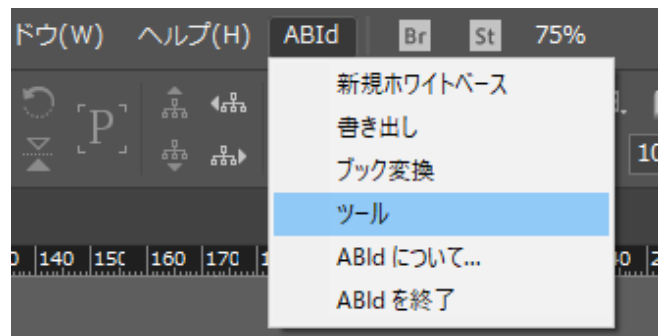 ドウ(W) ヘルプ(H) ABId Br St 75%
新規ホワイトベース
書き出し
ブック変換
ツール
ABId について...
ABId を終了
P
10
140 150 160 170